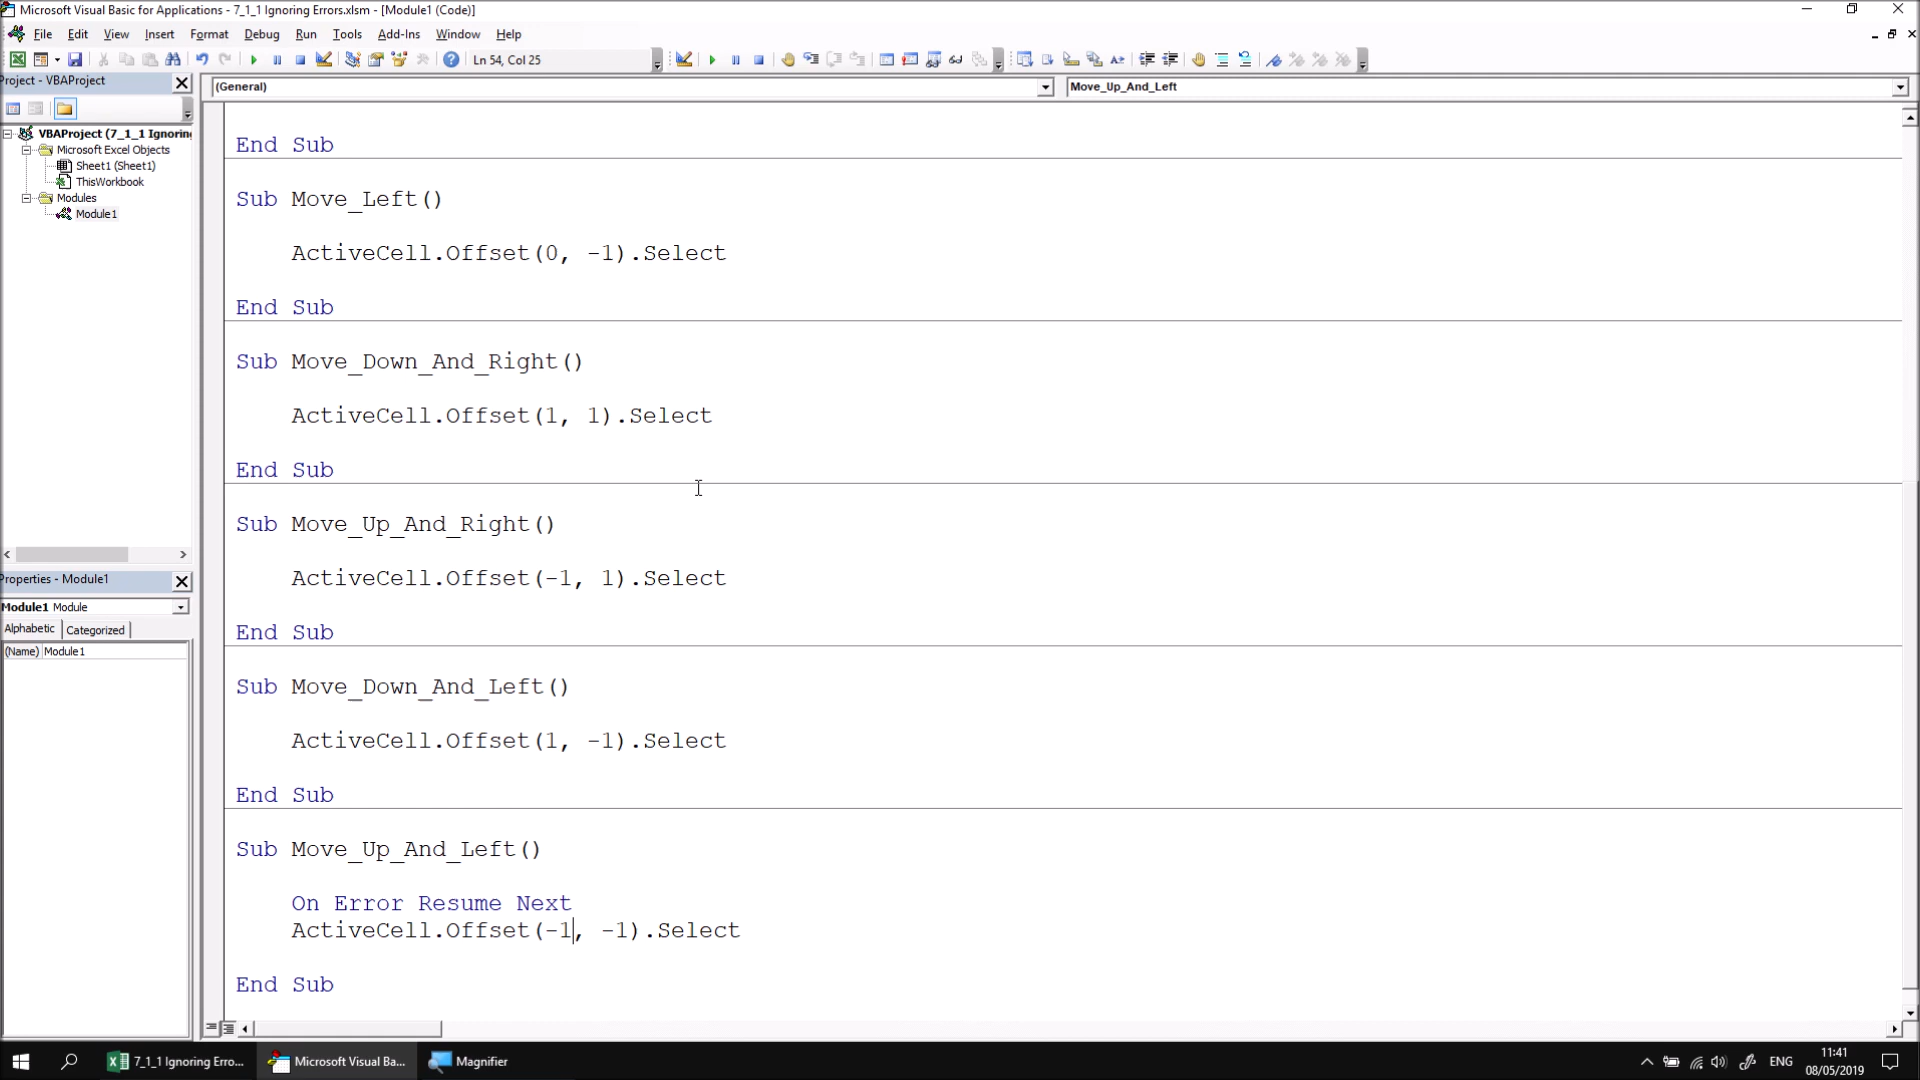 Microsoft Visual Basic for Applications - 7_1_1 Ignoring Errors.xlsm - [Module1 (Code)]
File Edit View Insert Format Debug Run Tools Add-Ins Window Help
Ln 54, Col 25
Project - VBAProject
(General)
Move_Up_And_Left
VBAProject (7_1_1 Ignoring
Microsoft Excel Objects
Sheet1 (Sheet1)
ThisWorkbook
Modules
Module1
Properties - Module1
Module1 Module
Alphabetic Categorized
(Name) Module1
End Sub
Sub Move_Left()
ActiveCell.Offset(0, -1).Select
End Sub
Sub Move_Down_And_Right()
ActiveCell.Offset(1, 1).Select
End Sub
Sub Move_Up_And_Right()
ActiveCell.Offset(-1, 1).Select
End Sub
Sub Move_Down_And_Left()
ActiveCell.Offset(1, -1).Select
End Sub
Sub Move_Up_And_Left()
On Error Resume Next
ActiveCell.Offset(-1, -1).Select
End Sub
7_1_1 Ignoring Erro...
Microsoft Visual Ba...
Magnifier
ENG
11:41
08/05/2019